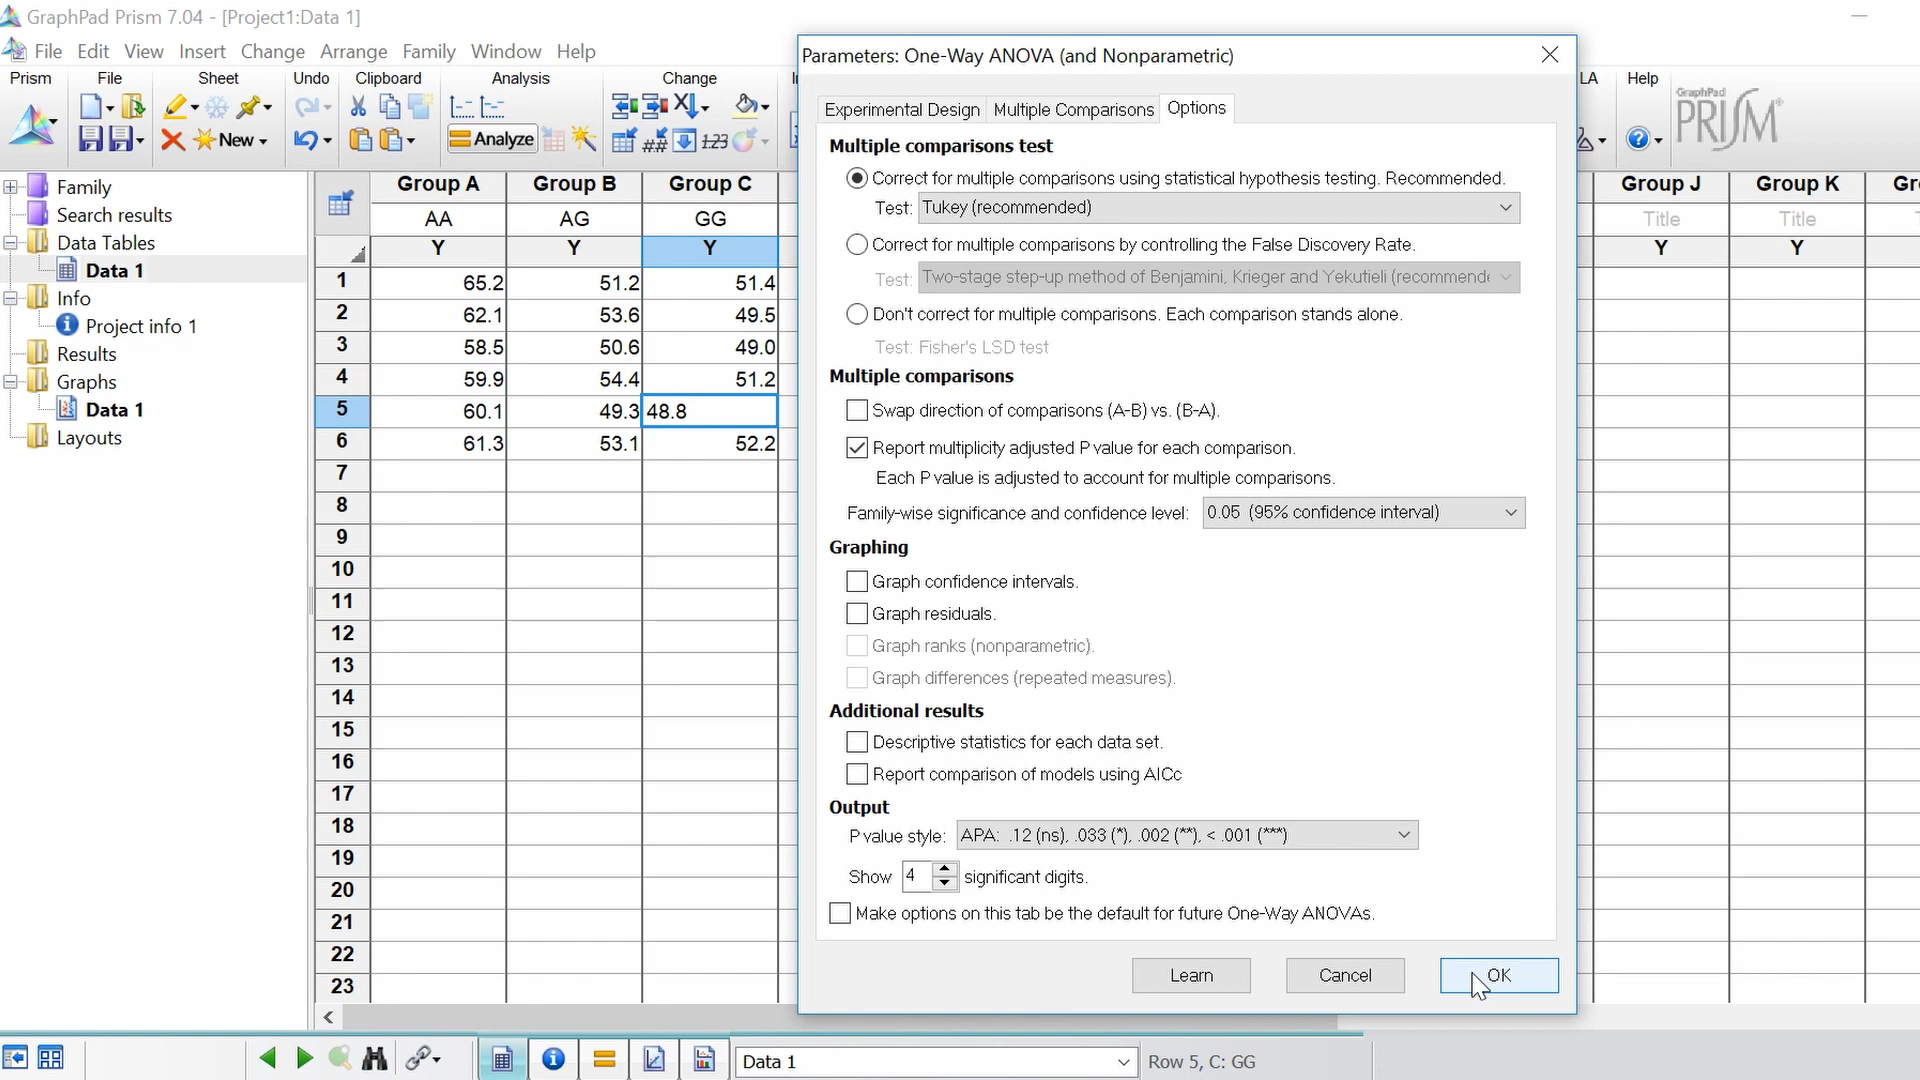 GraphPad Prism 7.04 - [Project1:Data 1]
File Edit View Insert Change Arrange Family Window Help
Prism File Sheet Undo Clipboard Analysis Change LA Help
New
Analyze
GraphPad
PRISM
Family
Search results
Data Tables
Data 1
Info
Project info 1
Results
Graphs
Data 1
Layouts
Group A Group B Group C Group J Group K
AA AG GG Title Title
Y Y Y Y Y
1 65.2 51.2 51.4
2 62.1 53.6 49.5
3 58.5 50.6 49.0
4 59.9 54.4 51.2
5 60.1 49.3 48.8
6 61.3 53.1 52.2
7
8
9
10
11
12
13
14
15
16
17
18
19
20
21
22
23
Parameters: One-Way ANOVA (and Nonparametric)
Experimental Design Multiple Comparisons Options
Multiple comparisons test
Correct for multiple comparisons using statistical hypothesis testing. Recommended.
Test: Tukey (recommended)
Correct for multiple comparisons by controlling the False Discovery Rate.
Test: Two-stage step-up method of Benjamini, Krieger and Yekutieli (recommende
Don't correct for multiple comparisons. Each comparison stands alone.
Test: Fisher's LSD test
Multiple comparisons
Swap direction of comparisons (A-B) vs. (B-A).
Report multiplicity adjusted P value for each comparison.
Each P value is adjusted to account for multiple comparisons.
Family-wise significance and confidence level: 0.05 (95% confidence interval)
Graphing
Graph confidence intervals.
Graph residuals.
Graph ranks (nonparametric).
Graph differences (repeated measures).
Additional results
Descriptive statistics for each data set.
Report comparison of models using AICc
Output
P value style: APA: .12 (ns), .033 (*), .002 (**), < .001 (***)
Show 4 significant digits.
Make options on this tab be the default for future One-Way ANOVAs.
Learn Cancel OK
Data 1
Row 5, C: GG